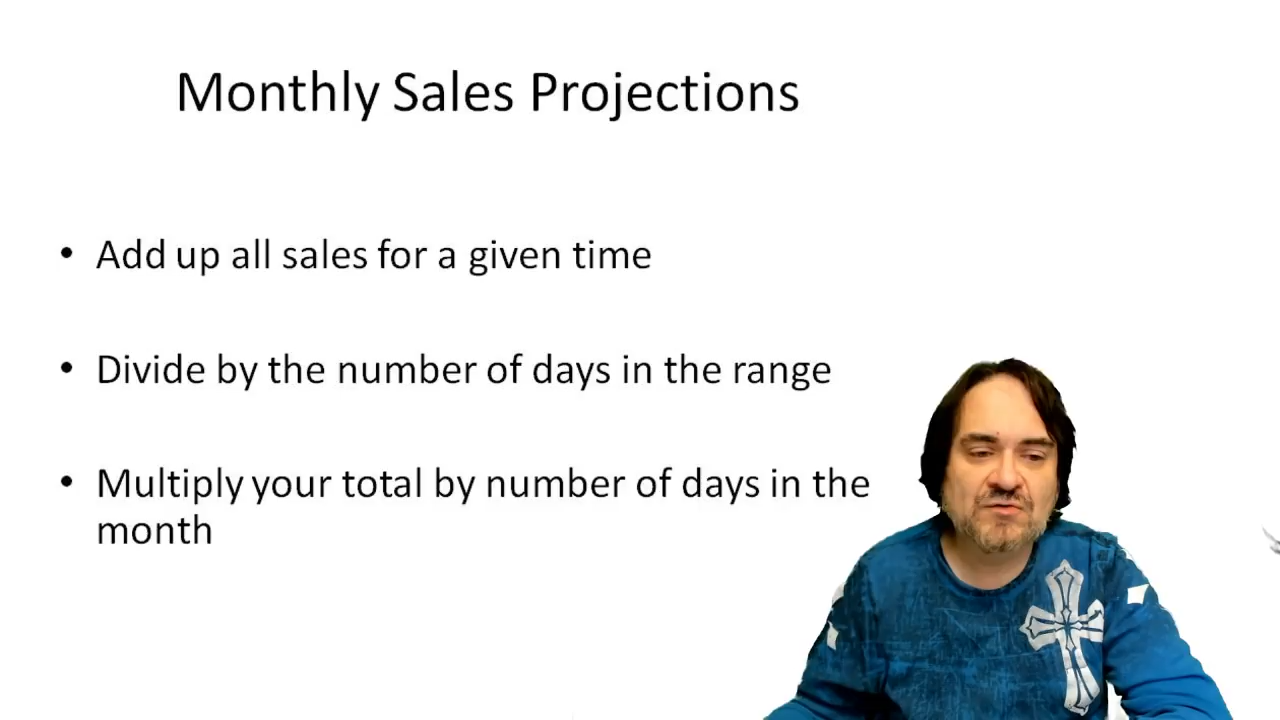 Monthly Sales Projections
• Add up all sales for a given time
• Divide by the number of days in the range
• Multiply your total by number of days in the
month